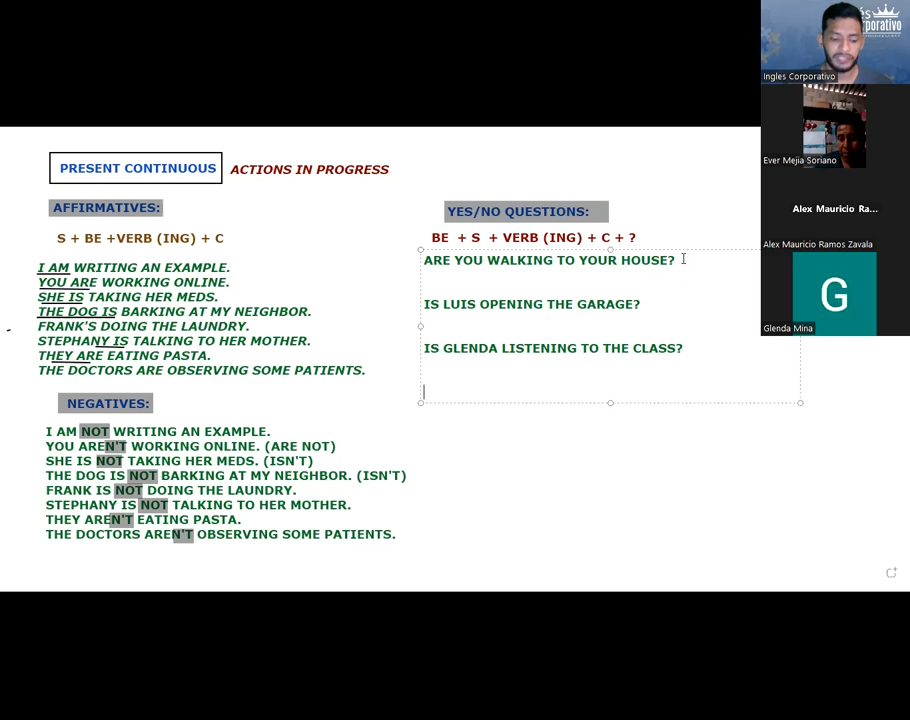 PRESENT CONTINUOUS
ACTIONS IN PROGRESS
AFFIRMATIVES:
S + BE +VERB (ING) + C
I AM WRITING AN EXAMPLE.
YOU ARE WORKING ONLINE.
SHE IS TAKING HER MEDS.
THE DOG IS BARKING AT MY NEIGHBOR.
FRANK'S DOING THE LAUNDRY.
STEPHANY IS TALKING TO HER MOTHER.
THEY ARE EATING PASTA.
THE DOCTORS ARE OBSERVING SOME PATIENTS.
NEGATIVES:
I AM NOT WRITING AN EXAMPLE.
YOU AREN'T WORKING ONLINE. (ARE NOT)
SHE IS NOT TAKING HER MEDS. (ISN'T)
THE DOG IS NOT BARKING AT MY NEIGHBOR. (ISN'T)
FRANK IS NOT DOING THE LAUNDRY.
STEPHANY IS NOT TALKING TO HER MOTHER.
THEY AREN'T EATING PASTA.
THE DOCTORS AREN'T OBSERVING SOME PATIENTS.
YES/NO QUESTIONS:
BE + S + VERB (ING) + C + ?
ARE YOU WALKING TO YOUR HOUSE?
IS LUIS OPENING THE GARAGE?
IS GLENDA LISTENING TO THE CLASS?
Ingles Corporativo
Ever Mejia Soriano
Alex Mauricio Ra...
Alex Mauricio Ramos Zavala
G
Glenda Mina